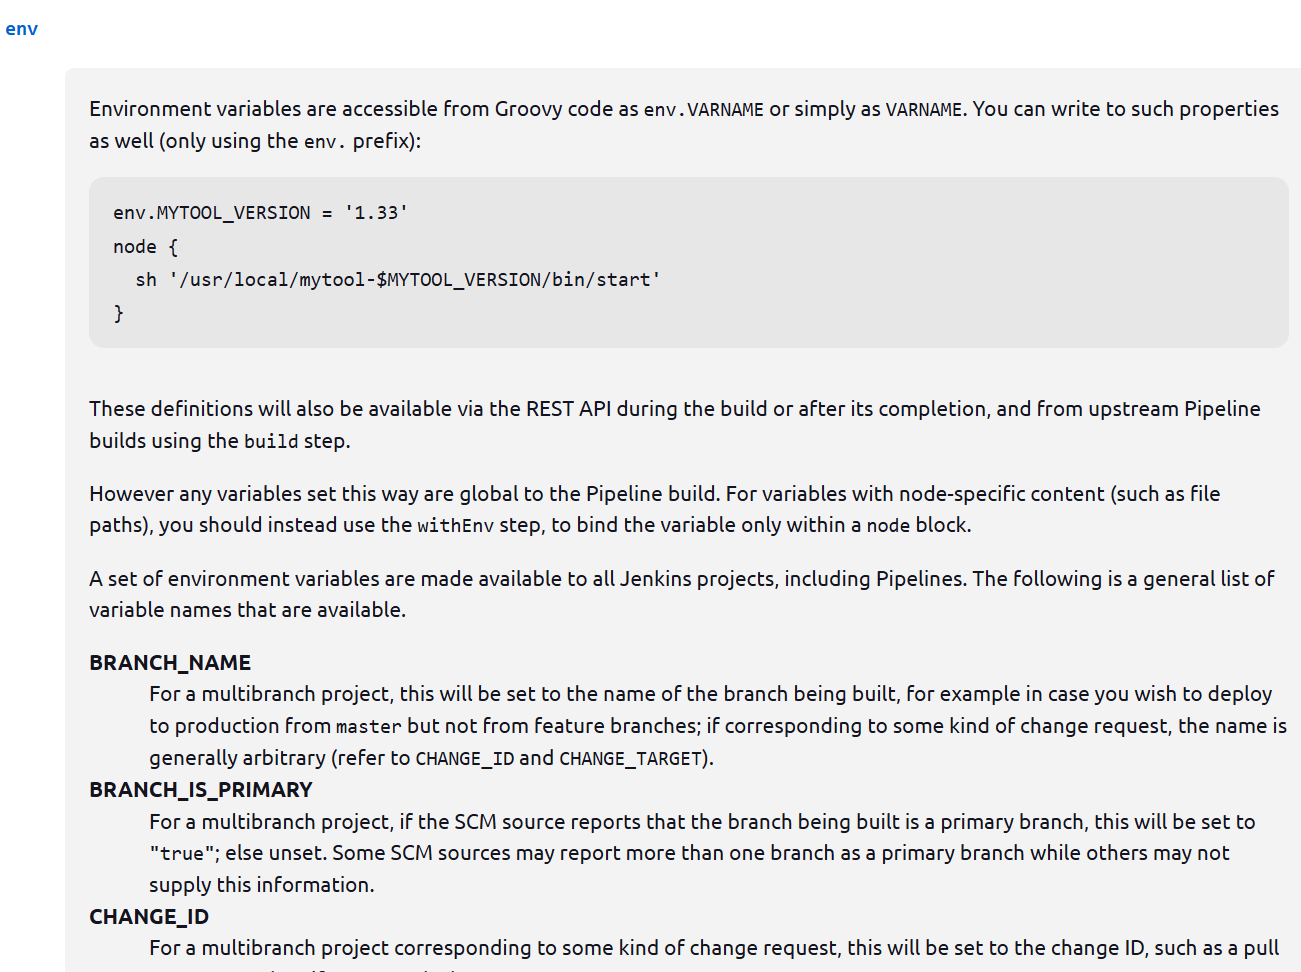 env
Environment variables are accessible from Groovy code as env.VARNAME or simply as VARNAME. You can write to such properties
as well (only using the env. prefix):
env.MYTOOL_VERSION = '1.33'
node {
  sh '/usr/local/mytool-$MYTOOL_VERSION/bin/start'
}
These definitions will also be available via the REST API during the build or after its completion, and from upstream Pipeline
builds using the build step.
However any variables set this way are global to the Pipeline build. For variables with node-specific content (such as file
paths), you should instead use the withEnv step, to bind the variable only within a node block.
A set of environment variables are made available to all Jenkins projects, including Pipelines. The following is a general list of
variable names that are available.
BRANCH_NAME
For a multibranch project, this will be set to the name of the branch being built, for example in case you wish to deploy
to production from master but not from feature branches; if corresponding to some kind of change request, the name is
generally arbitrary (refer to CHANGE_ID and CHANGE_TARGET).
BRANCH_IS_PRIMARY
For a multibranch project, if the SCM source reports that the branch being built is a primary branch, this will be set to
"true"; else unset. Some SCM sources may report more than one branch as a primary branch while others may not
supply this information.
CHANGE_ID
For a multibranch project corresponding to some kind of change request, this will be set to the change ID, such as a pull